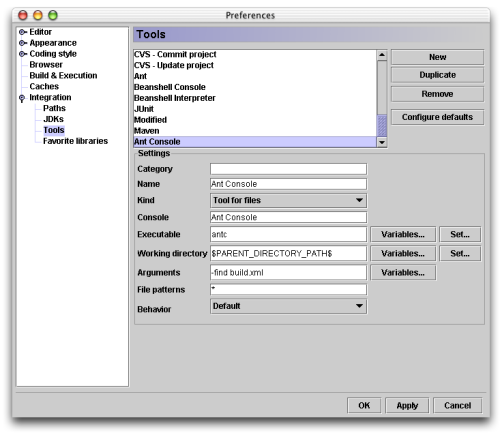 Preferences
Editor
Appearance
Coding style
Browser
Build & Execution
Caches
Integration
Paths
JDKs
Tools
Favorite libraries
Tools
CVS - Commit project
CVS - Update project
Ant
Beanshell Console
Beanshell Interpreter
JUnit
Modified
Maven
Ant Console
New
Duplicate
Remove
Configure defaults
Settings
Category
Name Ant Console
Kind Tool for files
Console Ant Console
Executable antc Variables... Set...
Working directory $PARENT_DIRECTORY_PATH$ Variables... Set...
Arguments -find build.xml Variables...
File patterns *
Behavior Default
OK Apply Cancel